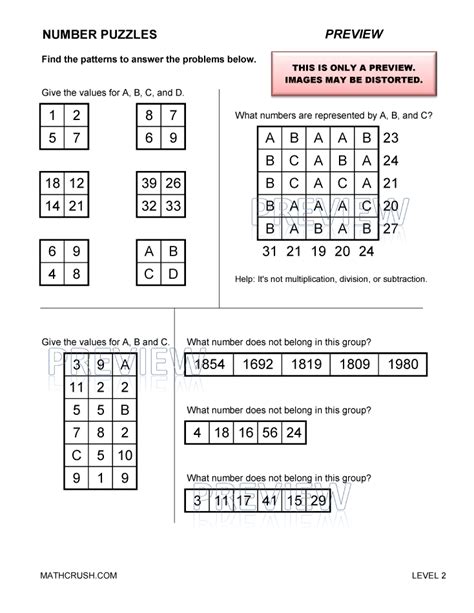 NUMBER PUZZLES
PREVIEW
Find the patterns to answer the problems below.
THIS IS ONLY A PREVIEW.
IMAGES MAY BE DISTORTED.
Give the values for A, B, C, and D.
1 2
5 7
8 7
6 9
18 12
14 21
39 26
32 33
6 9
4 8
A B
C D
What numbers are represented by A, B, and C?
A B A A B 23
B C A B A 24
B C A C A 21
B A A A C 20
B A B A B 27
31 21 19 20 24
PREVIEW
Help: It's not multiplication, division, or subtraction.
Give the values for A, B and C.
PREVIEW
3 9 A
11 2 2
5 5 B
7 8 2
C 5 10
9 1 9
What number does not belong in this group?
1854 1692 1819 1809 1980
What number does not belong in this group?
4 18 16 56 24
What number does not belong in this group?
3 11 17 41 15 29
PREVIEW
MATHCRUSH.COM
LEVEL 2